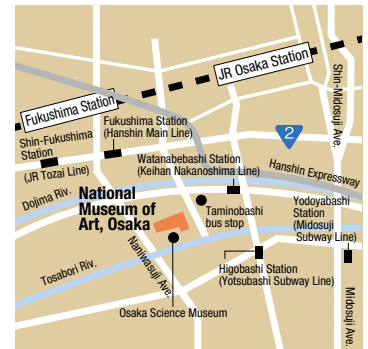 JR Osaka Station
Fukushima Station
Shin-Midosuji Ave.
Fukushima Station
(Hanshin Main Line)
Shin-Fukushima
Station
(JR Tozai Line)
2
Watanabebashi Station
(Keihan Nakanoshima Line)
Hanshin Expressway
Dojima Riv.
National
Museum of
Art, Osaka
Taminobashi
bus stop
Yodoyabashi
Station
(Midosuji
Subway Line)
Tosabori Riv.
Naniwasuji Ave.
Higobashi Station
(Yotsubashi Subway Line)
Osaka Science Museum
Midosuji Ave.